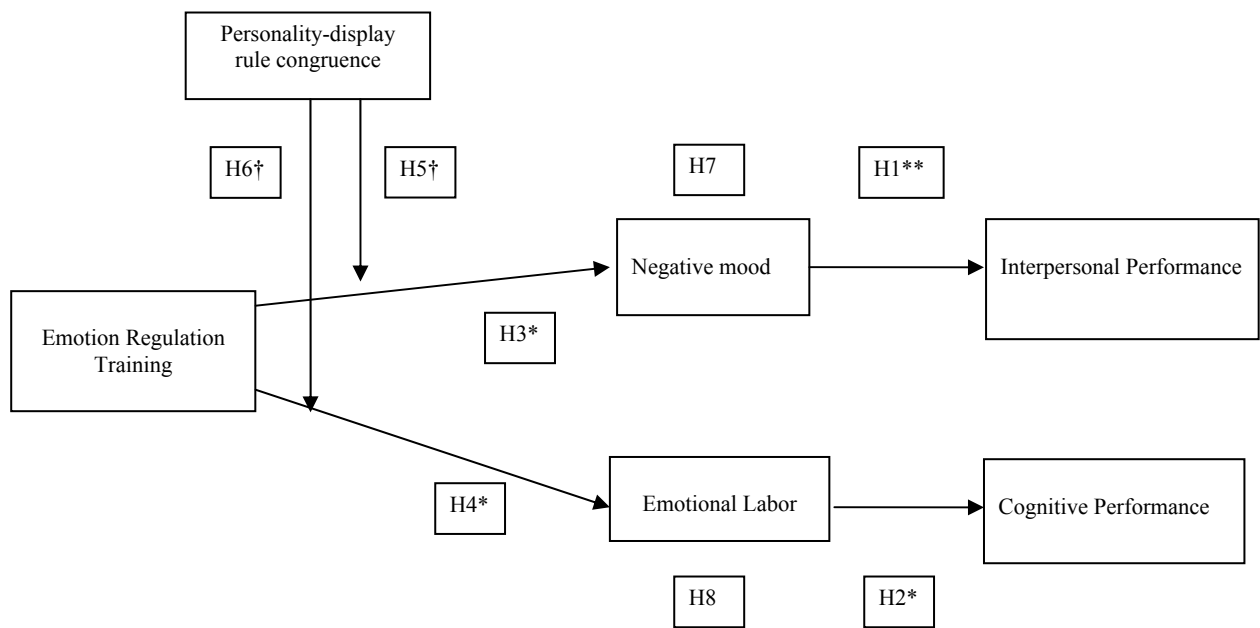 Personality-display
rule congruence
H6†
H5†
H7
H1**
Negative mood
Interpersonal Performance
Emotion Regulation
Training
H3*
H4*
Emotional Labor
Cognitive Performance
H8
H2*